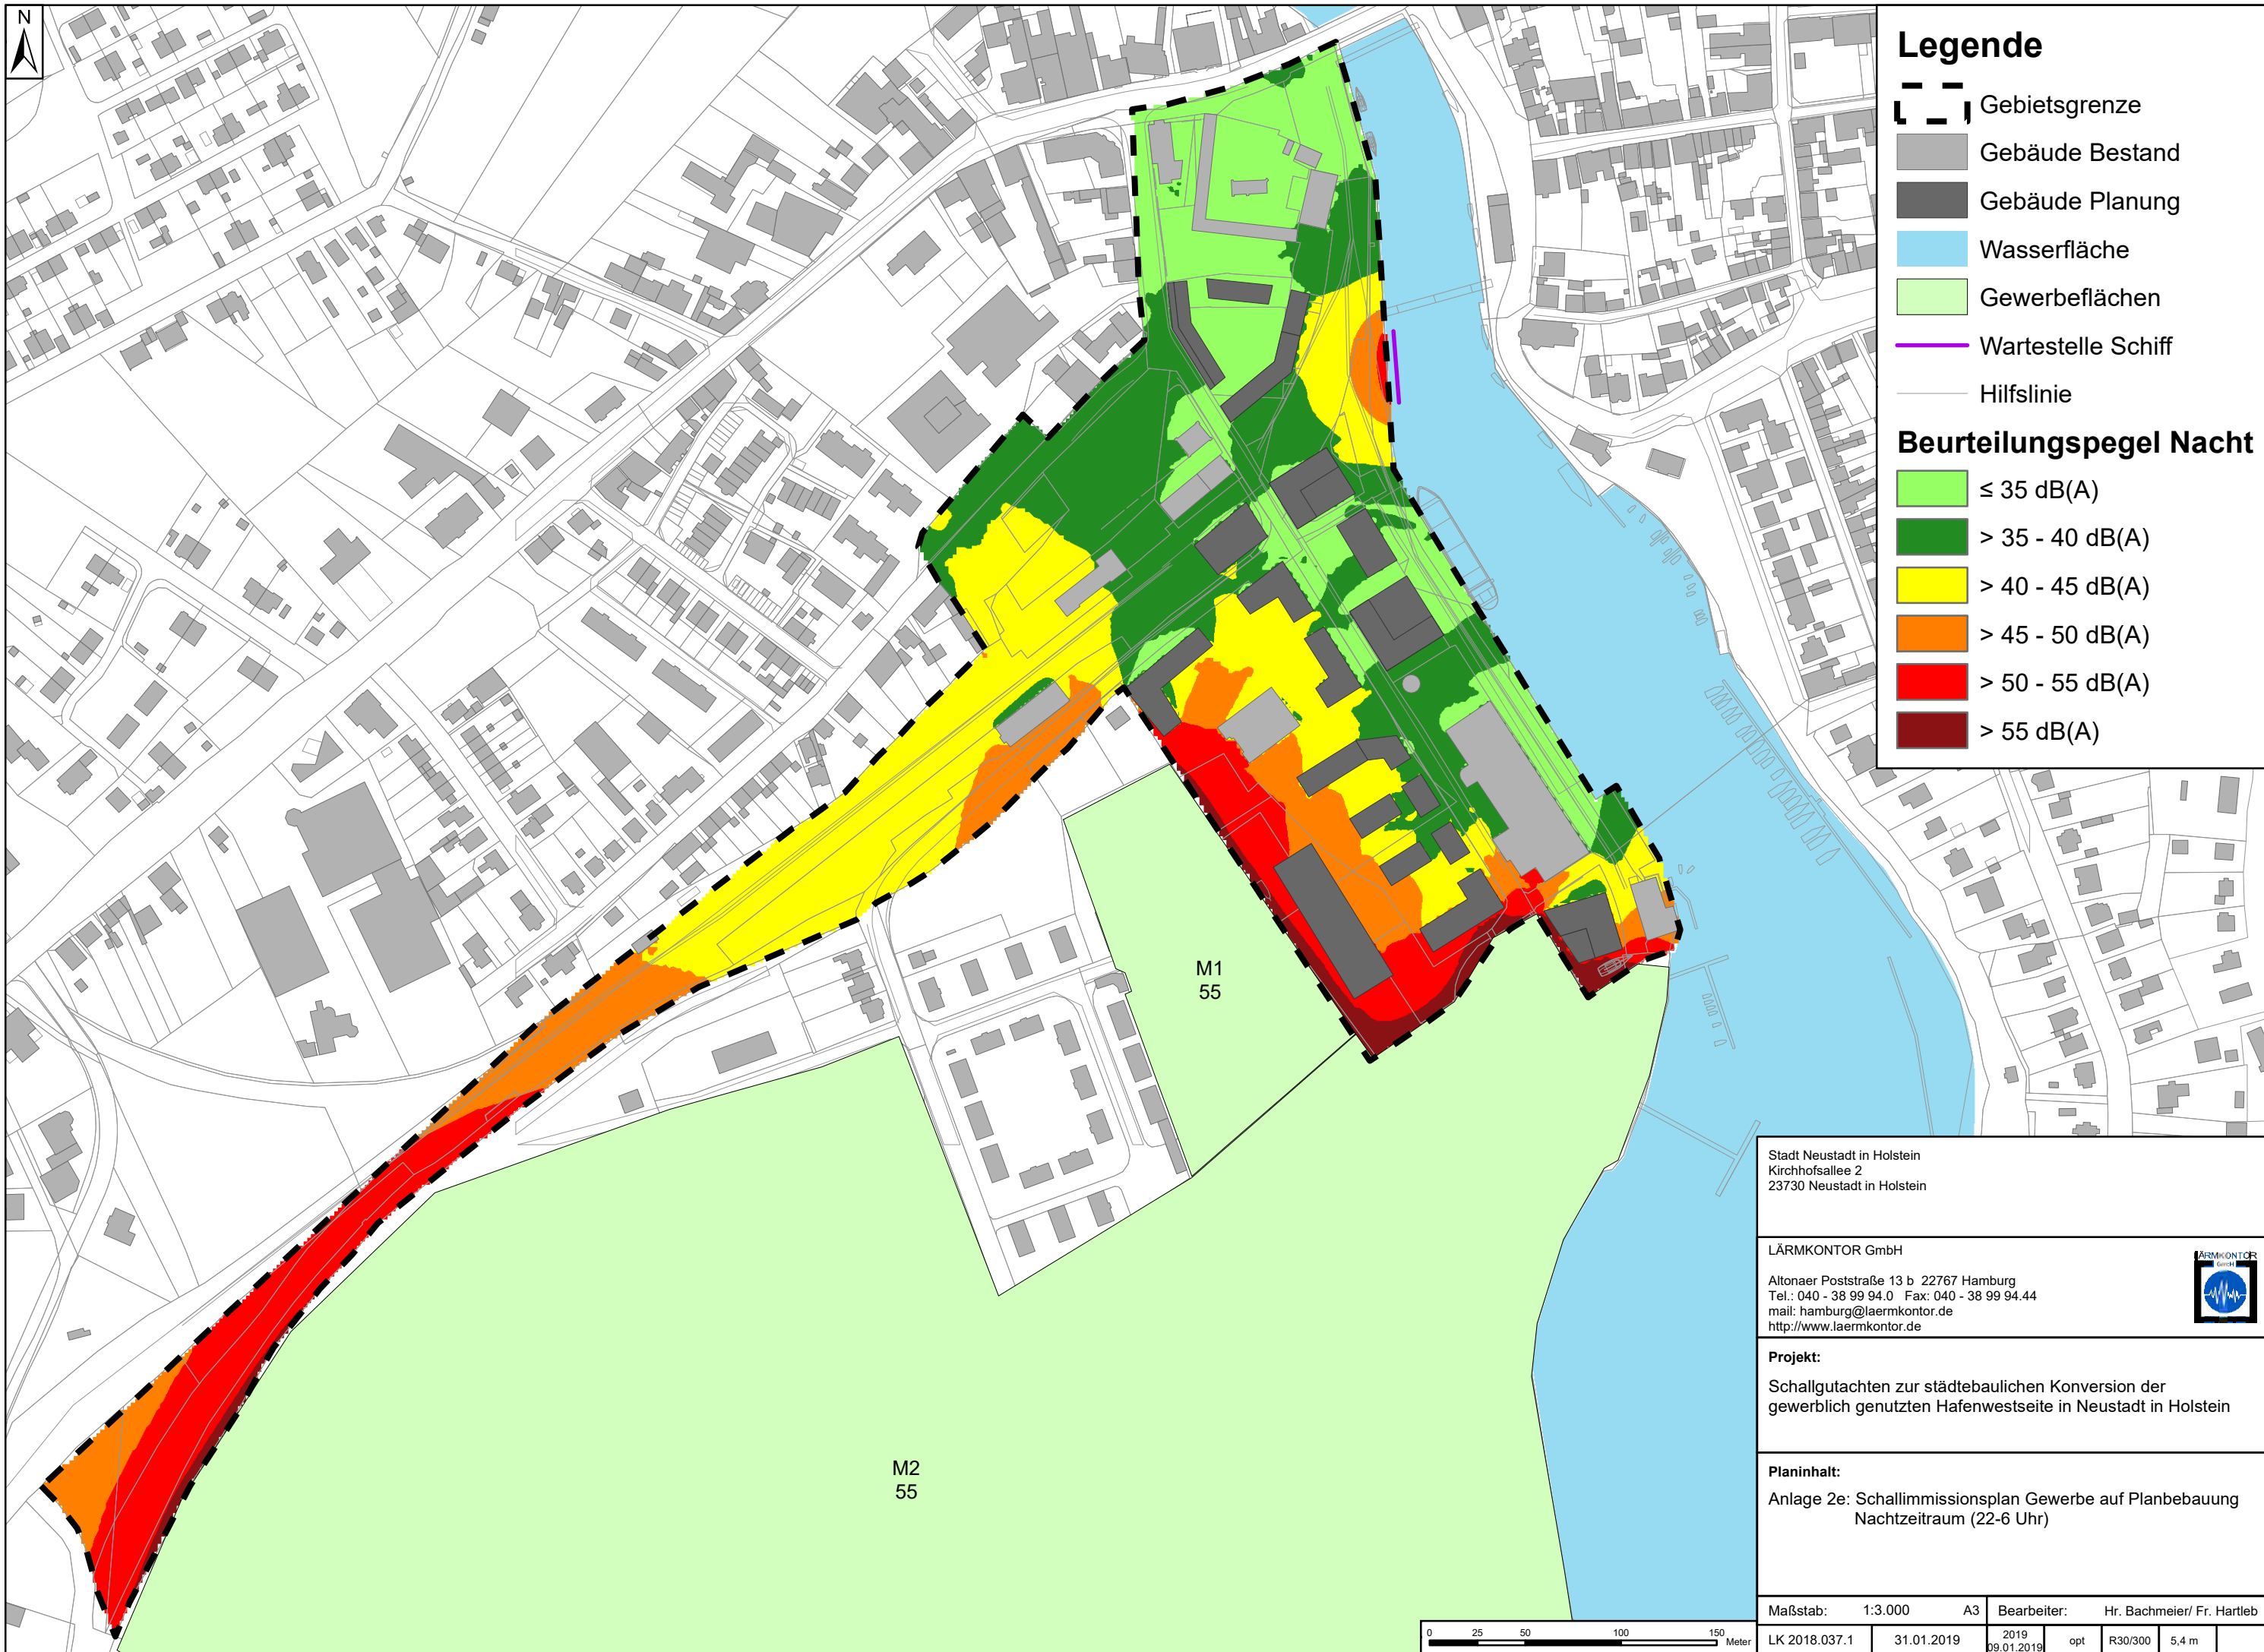 N
Legende
Gebietsgrenze
Gebäude Bestand
Gebäude Planung
Wasserfläche
Gewerbeflächen
Wartestelle Schiff
Hilfslinie
Beurteilungspegel Nacht
≤ 35 dB(A)
> 35 - 40 dB(A)
> 40 - 45 dB(A)
> 45 - 50 dB(A)
> 50 - 55 dB(A)
> 55 dB(A)
M1
55
M2
55
Stadt Neustadt in Holstein
Kirchhofsallee 2
23730 Neustadt in Holstein
LÄRMKONTOR GmbH
Altonaer Poststraße 13 b 22767 Hamburg
Tel.: 040 - 38 99 94.0 Fax: 040 - 38 99 94.44
mail: hamburg@laermkontor.de
http://www.laermkontor.de
LÄRMKONTOR
GmbH
Projekt:
Schallgutachten zur städtebaulichen Konversion der
gewerblich genutzten Hafenwestseite in Neustadt in Holstein
Planinhalt:
Anlage 2e: Schallimmissionsplan Gewerbe auf Planbebauung
Nachtzeitraum (22-6 Uhr)
Maßstab: 1:3.000 A3 Bearbeiter: Hr. Bachmeier/ Fr. Hartleb
0 25 50 100 150 Meter
LK 2018.037.1 31.01.2019 2019 09.01.2019 opt R30/300 5,4 m